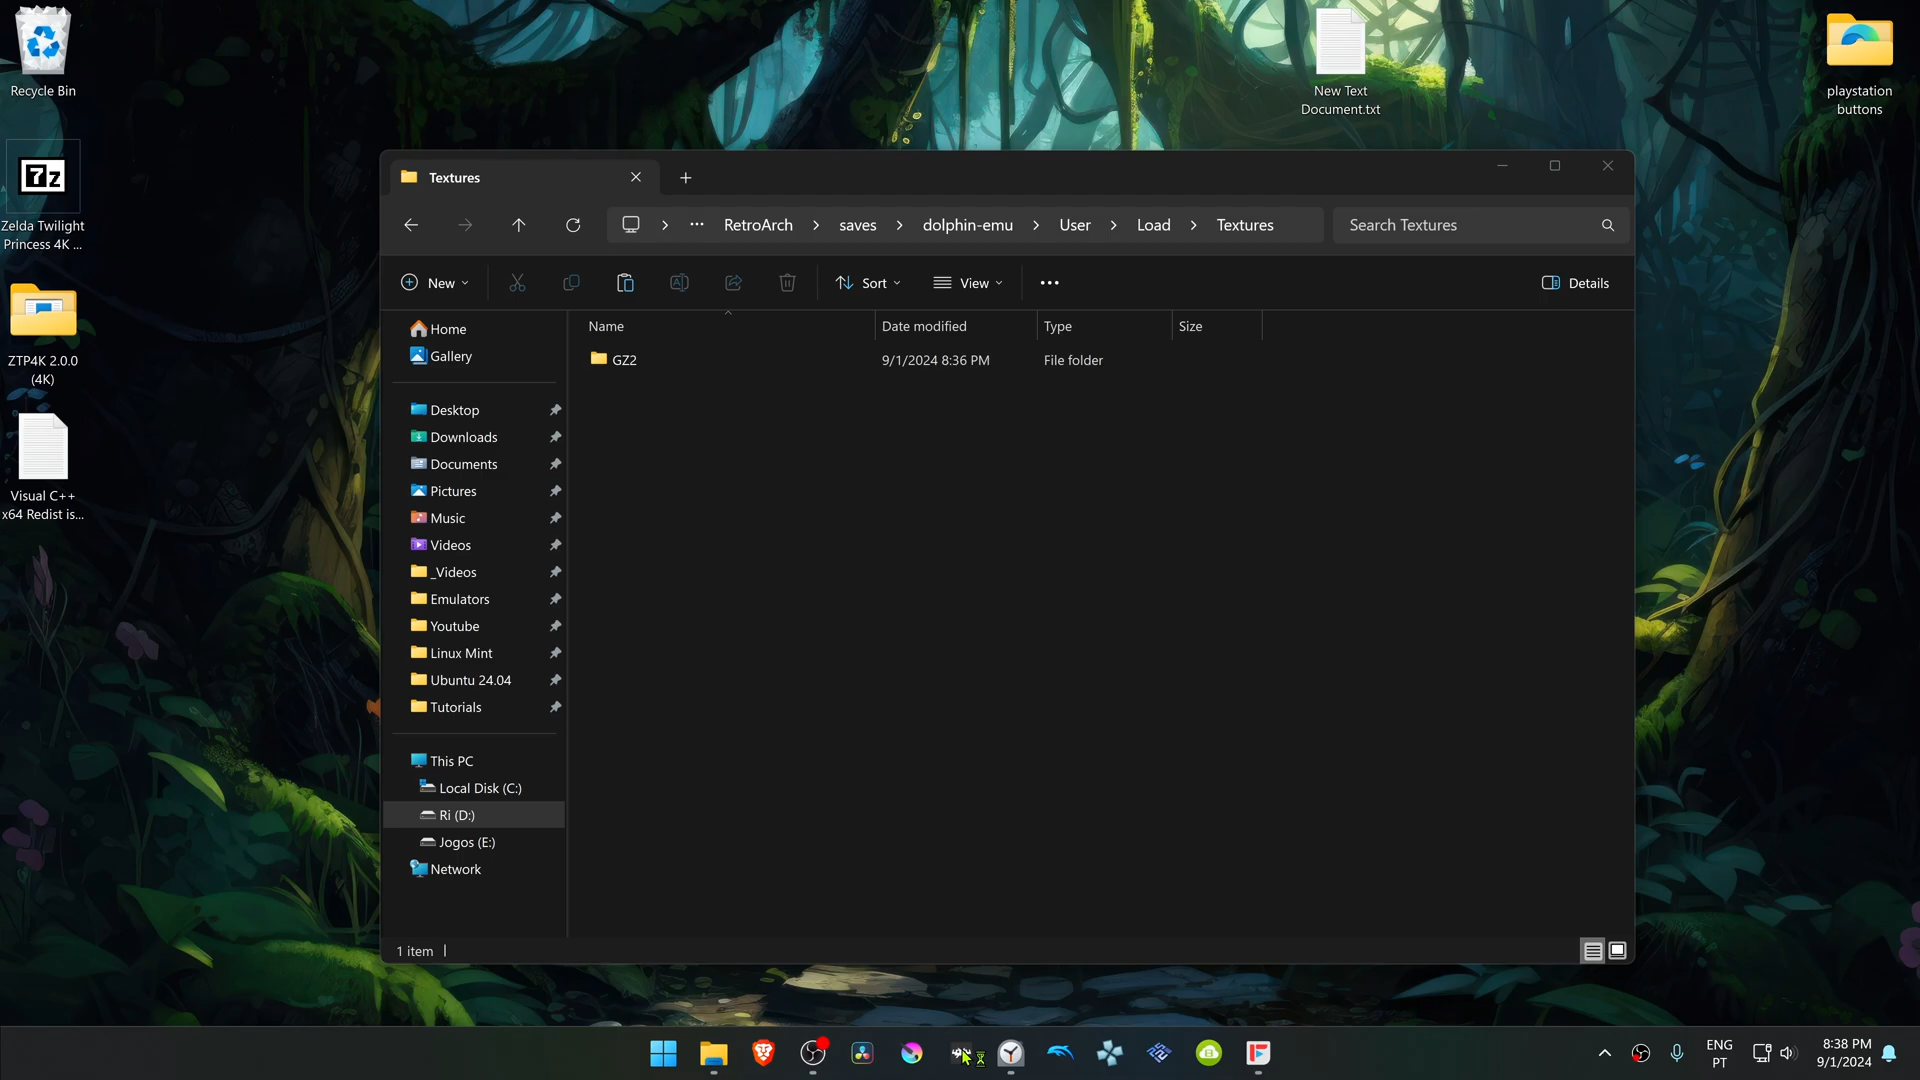 Recycle Bin
Zelda Twilight
Princess 4K ...
ZTP4K 2.0.0
(4K)
Visual C++
x64 Redist is...
New Text
Document.txt
playstation
buttons
Textures
RetroArch
saves
dolphin-emu
User
Load
Textures
Search Textures
New
Sort
View
Details
Name
Date modified
Type
Size
GZ2
9/1/2024 8:36 PM
File folder
Home
Gallery
Desktop
Downloads
Documents
Pictures
Music
Videos
_Videos
Emulators
Youtube
Linux Mint
Ubuntu 24.04
Tutorials
This PC
Local Disk (C:)
Ri (D:)
Jogos (E:)
Network
1 item
ENG
PT
8:38 PM
9/1/2024
7z